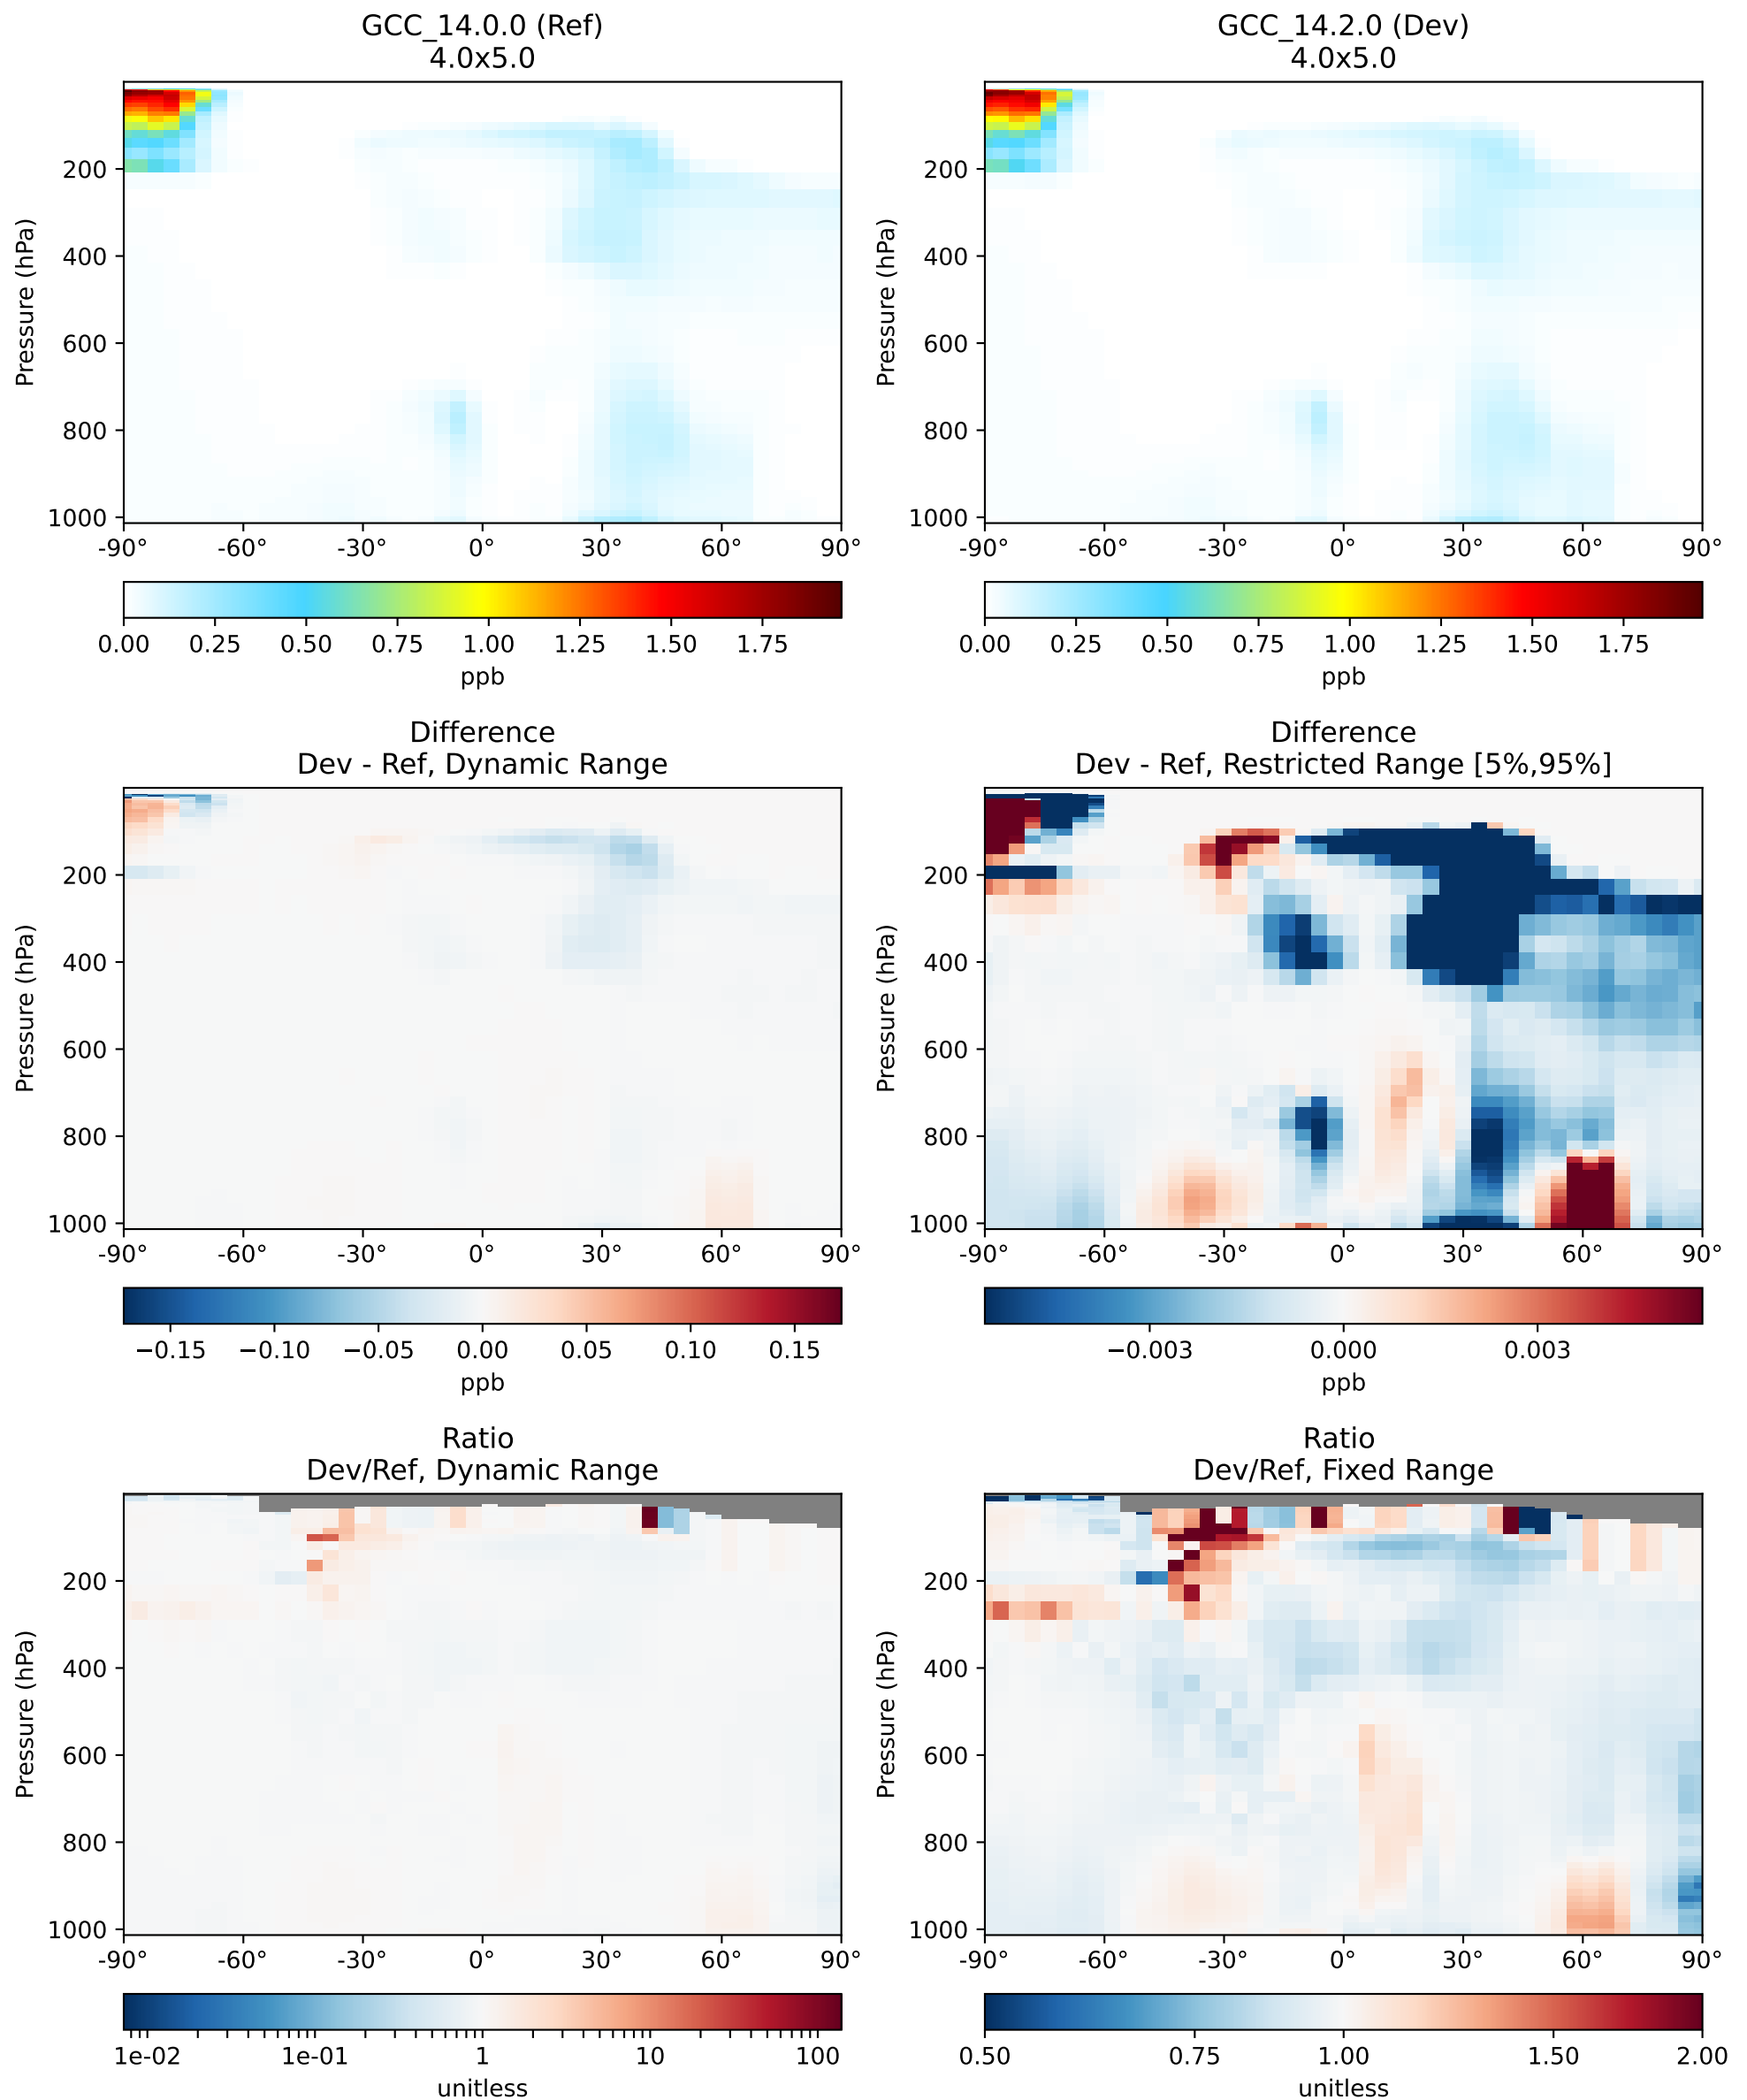 GCC_14.0.0 (Ref)
4.0x5.0
GCC_14.2.0 (Dev)
4.0x5.0
Pressure (hPa)
200
400
600
800
1000
-90° -60° -30° 0° 30° 60° 90°
0.00 0.25 0.50 0.75 1.00 1.25 1.50 1.75
ppb
Pressure (hPa)
200
400
600
800
1000
-90° -60° -30° 0° 30° 60° 90°
0.00 0.25 0.50 0.75 1.00 1.25 1.50 1.75
ppb
Difference
Dev - Ref, Dynamic Range
Difference
Dev - Ref, Restricted Range [5%,95%]
Pressure (hPa)
200
400
600
800
1000
-90° -60° -30° 0° 30° 60° 90°
−0.15 −0.10 −0.05 0.00 0.05 0.10 0.15
ppb
Pressure (hPa)
200
400
600
800
1000
-90° -60° -30° 0° 30° 60° 90°
−0.003 0.000 0.003
ppb
Ratio
Dev/Ref, Dynamic Range
Ratio
Dev/Ref, Fixed Range
Pressure (hPa)
200
400
600
800
1000
-90° -60° -30° 0° 30° 60° 90°
1e-02 1e-01 1 10 100
unitless
Pressure (hPa)
200
400
600
800
1000
-90° -60° -30° 0° 30° 60° 90°
0.50 0.75 1.00 1.50 2.00
unitless